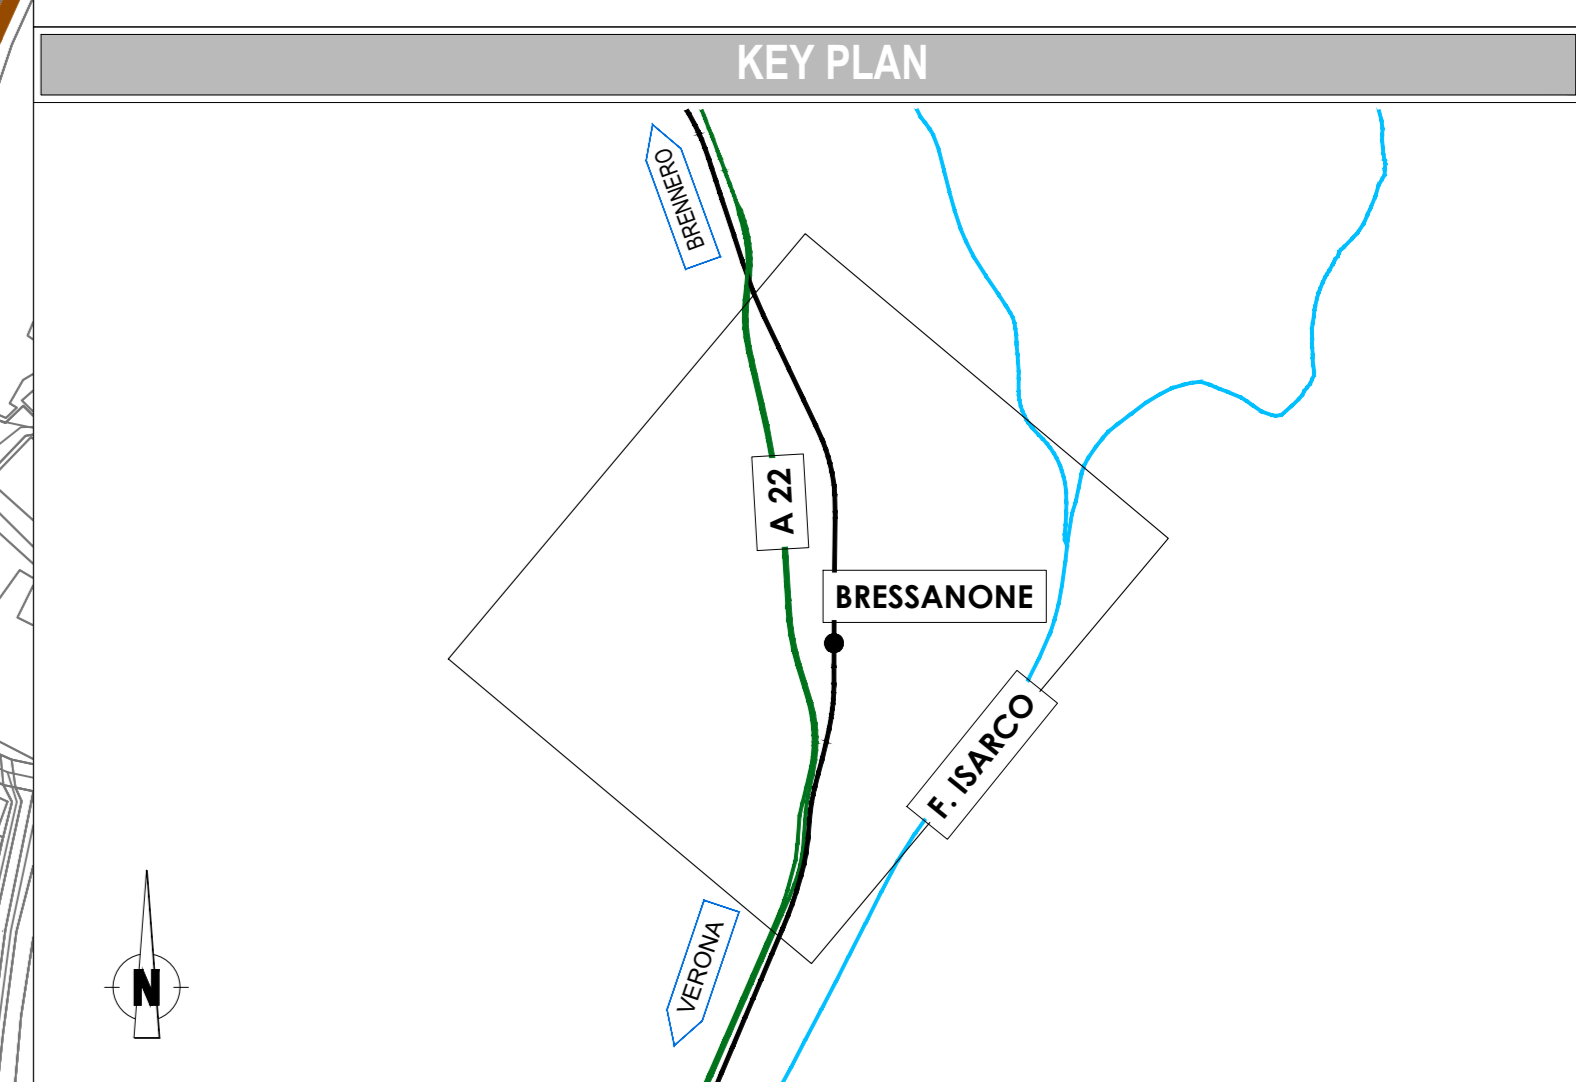 KEY PLAN
BRENNERO
A 22
BRESSANONE
F. ISARCO
VERONA
N